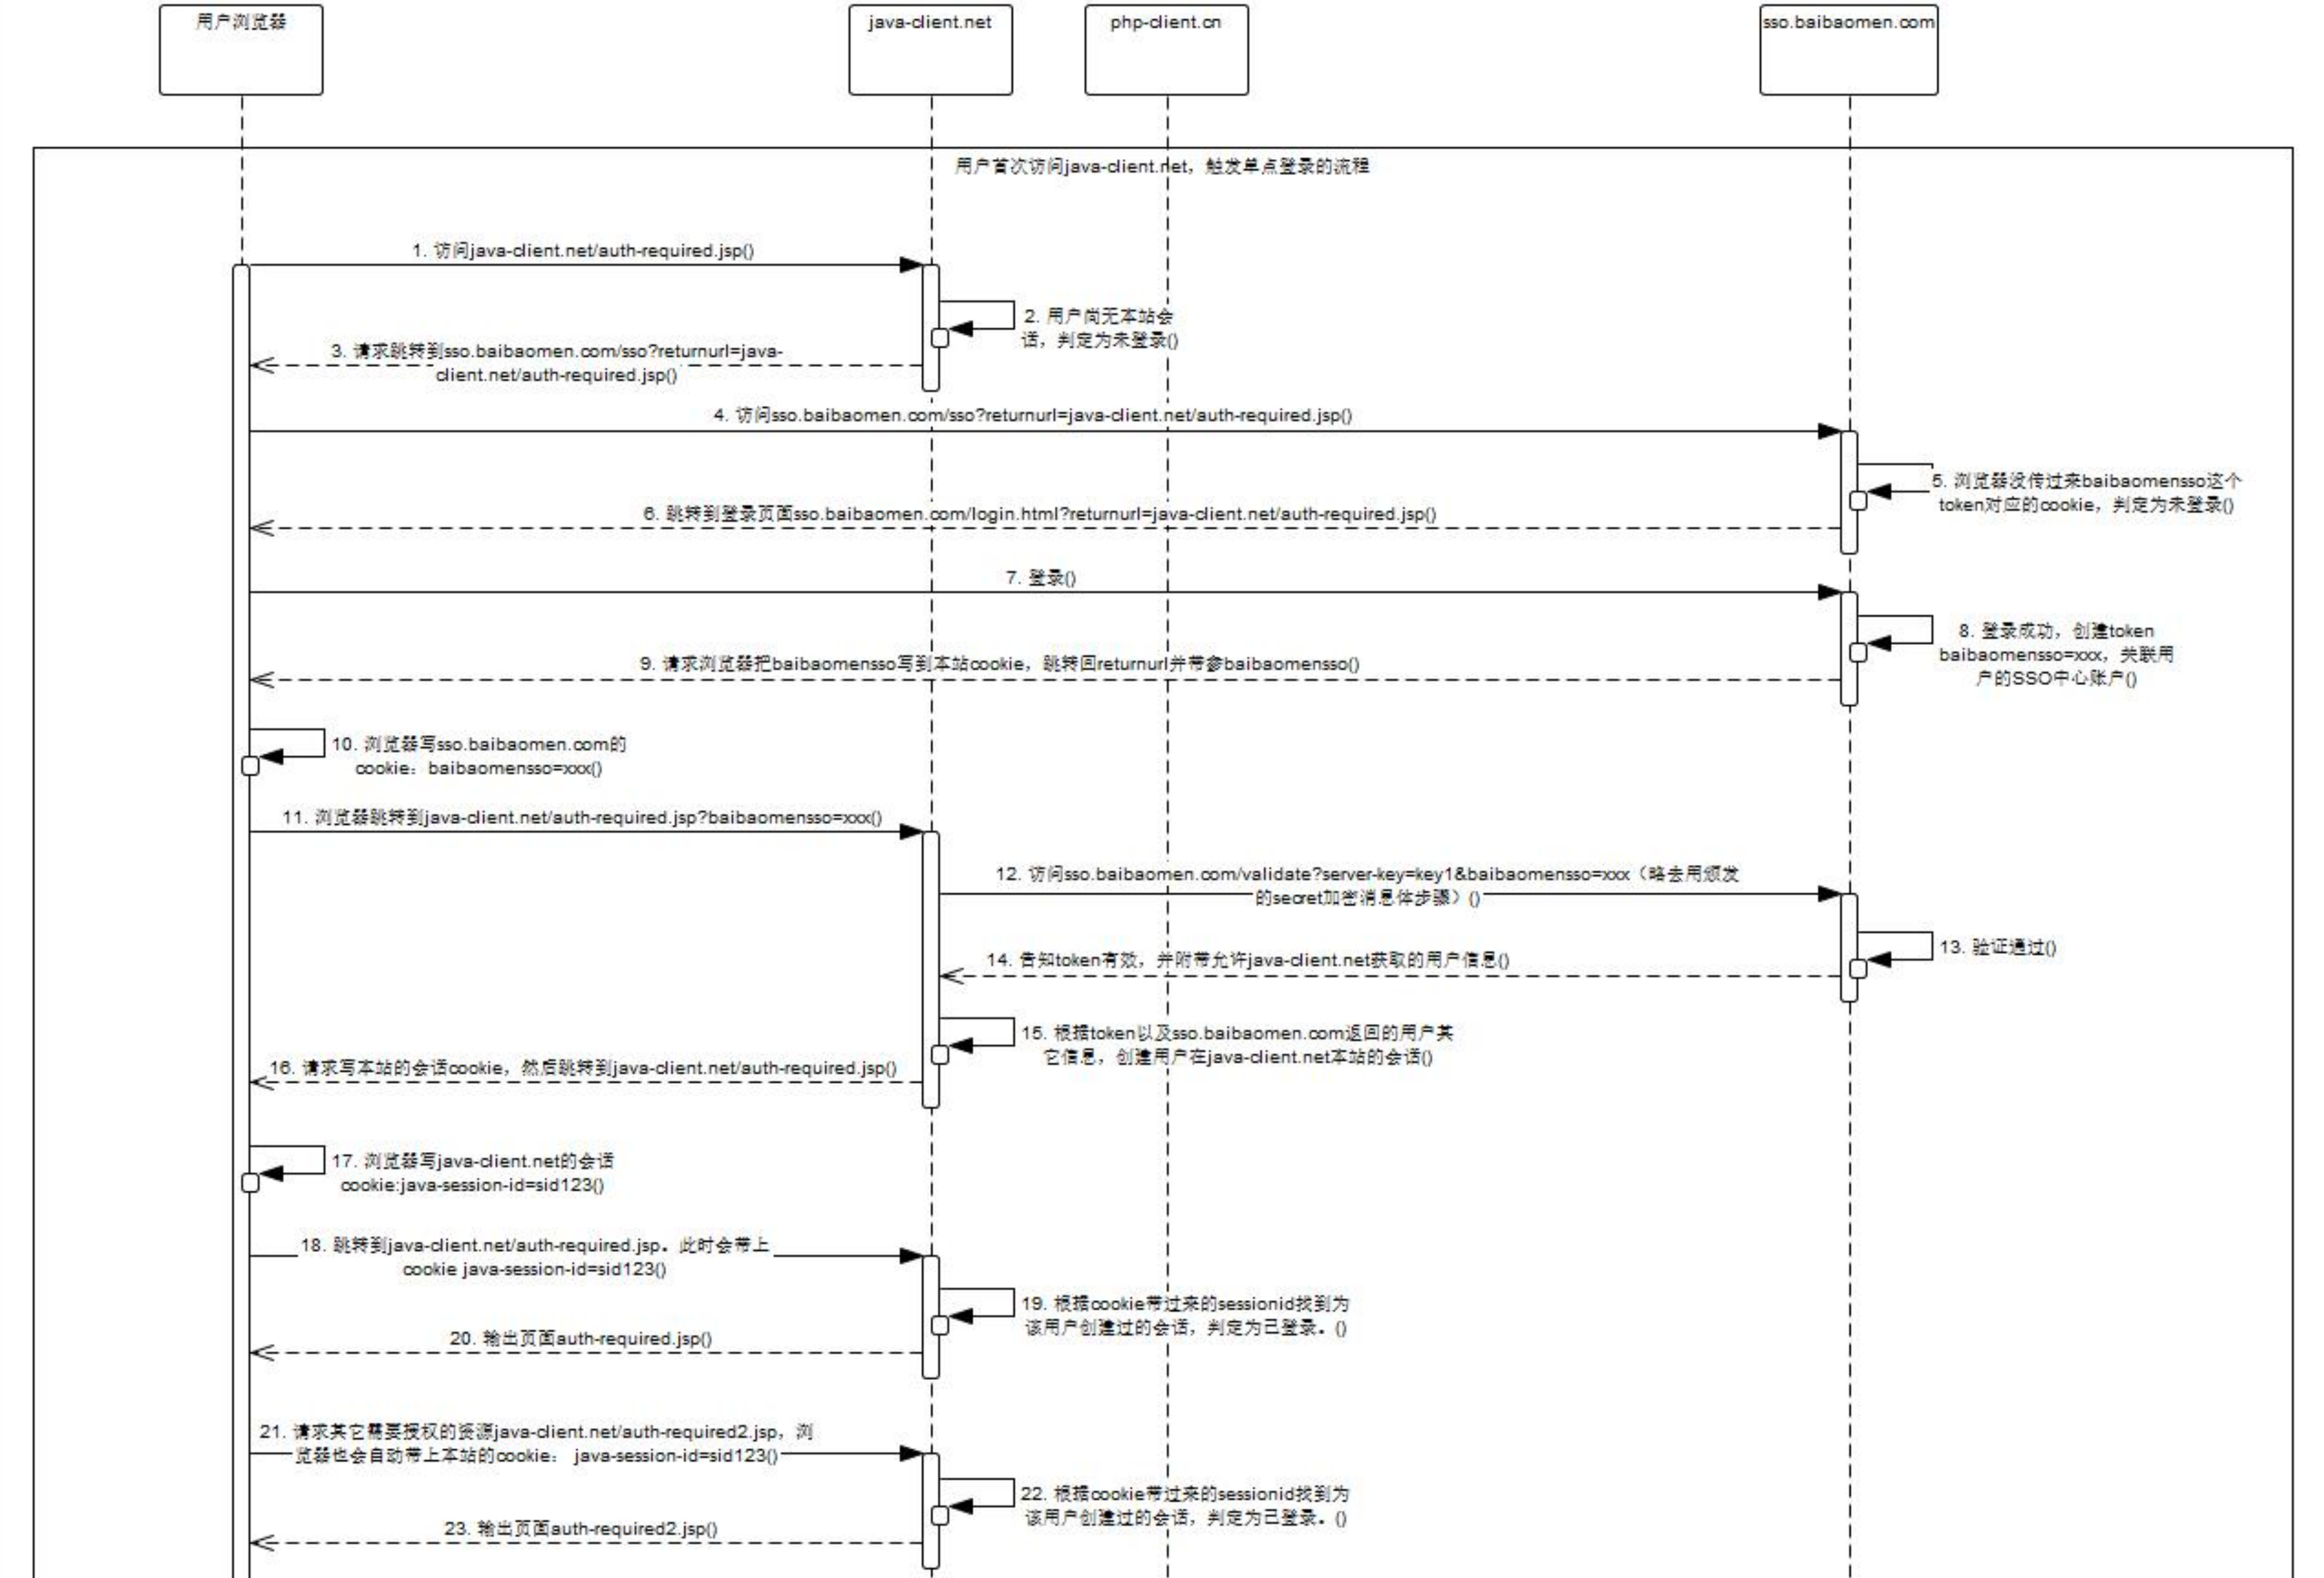 用户浏览器
java-client.net
php-client.cn
sso.baibaomen.com
用户首次访问java-client.net，触发单点登录的流程
1. 访问java-client.net/auth-required.jsp()
2. 用户尚无本站会
话，判定为未登录()
3. 请求跳转到sso.baibaomen.com/sso?returnurl=java-
client.net/auth-required.jsp()
4. 访问sso.baibaomen.com/sso?returnurl=java-client.net/auth-required.jsp()
5. 浏览器没传过来baibaomensso这个
token对应的cookie，判定为未登录()
6. 跳转到登录页面sso.baibaomen.com/login.html?returnurl=java-client.net/auth-required.jsp()
7. 登录()
8. 登录成功，创建token
baibaomensso=xxx，关联用
户的SSO中心账户()
9. 请求浏览器把baibaomensso写到本站cookie，跳转回returnurl并带参baibaomensso()
10. 浏览器写sso.baibaomen.com的
cookie：baibaomensso=xxx()
11. 浏览器跳转到java-client.net/auth-required.jsp?baibaomensso=xxx()
12. 访问sso.baibaomen.com/validate?server-key=key1&baibaomensso=xxx（略去用颁发
的secret加密消息体步骤）()
13. 验证通过()
14. 告知token有效，并附带允许java-client.net获取的用户信息()
15. 根据token以及sso.baibaomen.com返回的用户其
它信息，创建用户在java-client.net本站的会话()
16. 请求写本站的会话cookie，然后跳转到java-client.net/auth-required.jsp()
17. 浏览器写java-client.net的会话
cookie:java-session-id=sid123()
18. 跳转到java-client.net/auth-required.jsp。此时会带上
cookie java-session-id=sid123()
19. 根据cookie带过来的sessionid找到为
该用户创建过的会话，判定为已登录。()
20. 输出页面auth-required.jsp()
21. 请求其它需要授权的资源java-client.net/auth-required2.jsp，浏
览器也会自动带上本站的cookie： java-session-id=sid123()
22. 根据cookie带过来的sessionid找到为
该用户创建过的会话，判定为已登录。()
23. 输出页面auth-required2.jsp()